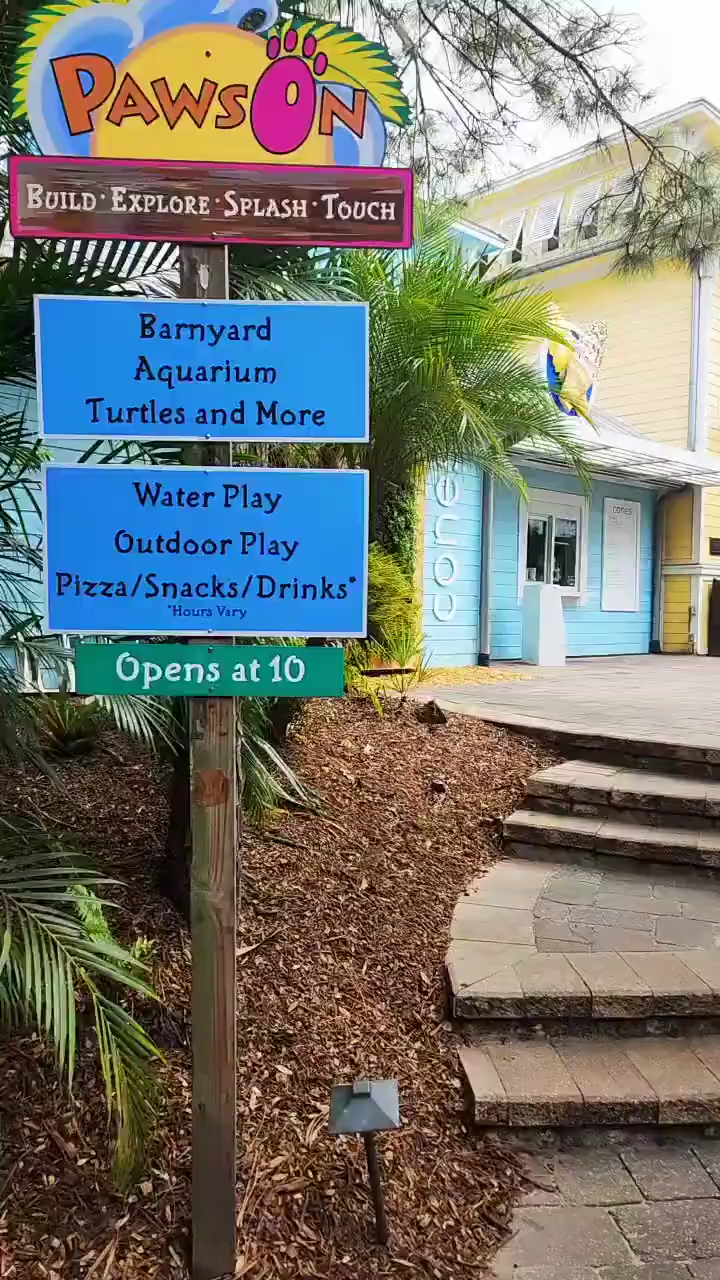 PAWSON
BUILD · EXPLORE · SPLASH · TOUCH
Barnyard
Aquarium
Turtles and More
Water Play
Outdoor Play
Pizza/Snacks/Drinks*
*Hours Vary
Opens at 10
cones